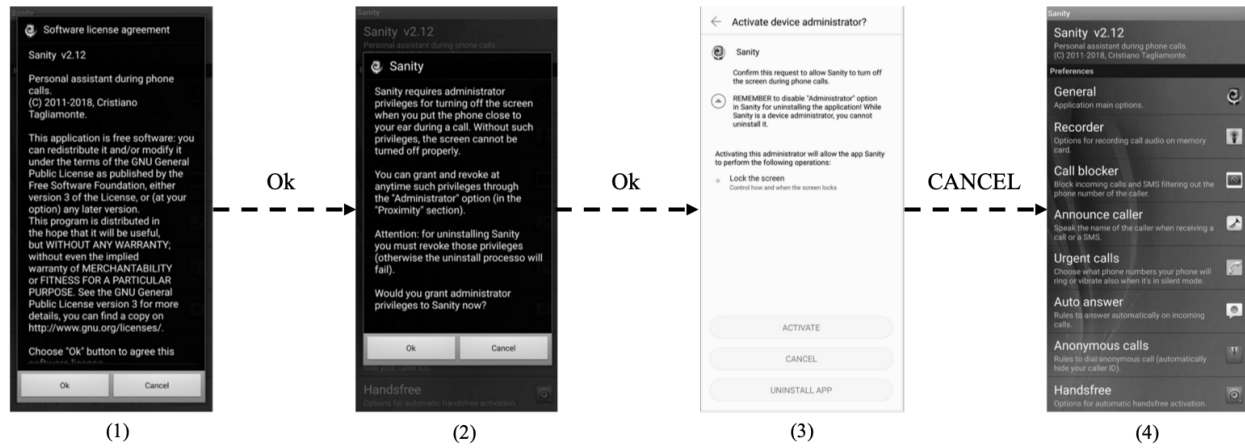 Software license agreement
Sanity v2.12
Personal assistant during phone
calls.
(C) 2011-2018, Cristiano
Tagliamonte.
This application is free software: you
can redistribute it and/or modify it
under the terms of the GNU General
Public License as published by the
Free Software Foundation, either
version 3 of the License, or (at your
option) any later version.
This program is distributed in
the hope that it will be useful,
but WITHOUT ANY WARRANTY;
without even the implied
warranty of MERCHANTABILITY
or FITNESS FOR A PARTICULAR
PURPOSE. See the GNU General
Public License version 3 for more
details, you can find a copy on
http://www.gnu.org/licenses/.
Choose "Ok" button to agree this
software license
Ok
Cancel
(1)
Ok
Sanity
Sanity v2.12
Personal assistant during phone calls.
Sanity
Sanity requires administrator
privileges for turning off the screen
when you put the phone close to
your ear during a call. Without such
privileges, the screen cannot be
turned off properly.
You can grant and revoke at
anytime such privileges through
the "Administrator" option (in the
"Proximity" section).
Attention: for uninstalling Sanity
you must revoke those privileges
(otherwise the uninstall processo will
fail).
Would you grant administrator
privileges to Sanity now?
Ok
Cancel
hide your caller ID).
Handsfree
Options for automatic handsfree activation.
(2)
Ok
Activate device administrator?
Sanity
Confirm this request to allow Sanity to turn off
the screen during phone calls.
REMEMBER to disable "Administrator" option
in Sanity for uninstalling the application! While
Sanity is a device administrator, you cannot
uninstall it.
Activating this administrator will allow the app Sanity
to perform the following operations:
Lock the screen
Control how and when the screen locks
ACTIVATE
CANCEL
UNINSTALL APP
(3)
CANCEL
Sanity
Sanity v2.12
Personal assistant during phone calls.
(C) 2011-2018, Cristiano Tagliamonte.
Preferences
General
Application main options.
Recorder
Options for recording call audio on memory
card.
Call blocker
Block incoming calls and SMS filtering out the
phone number of the caller.
Announce caller
Speak the name of the caller when receiving a
call or a SMS.
Urgent calls
Choose what phone numbers your phone will
ring or vibrate also when it's in silent mode.
Auto answer
Rules to answer automatically on incoming
calls.
Anonymous calls
Rules to dial anonymous call (automatically
hide your caller ID).
Handsfree
Options for automatic handsfree activation.
(4)